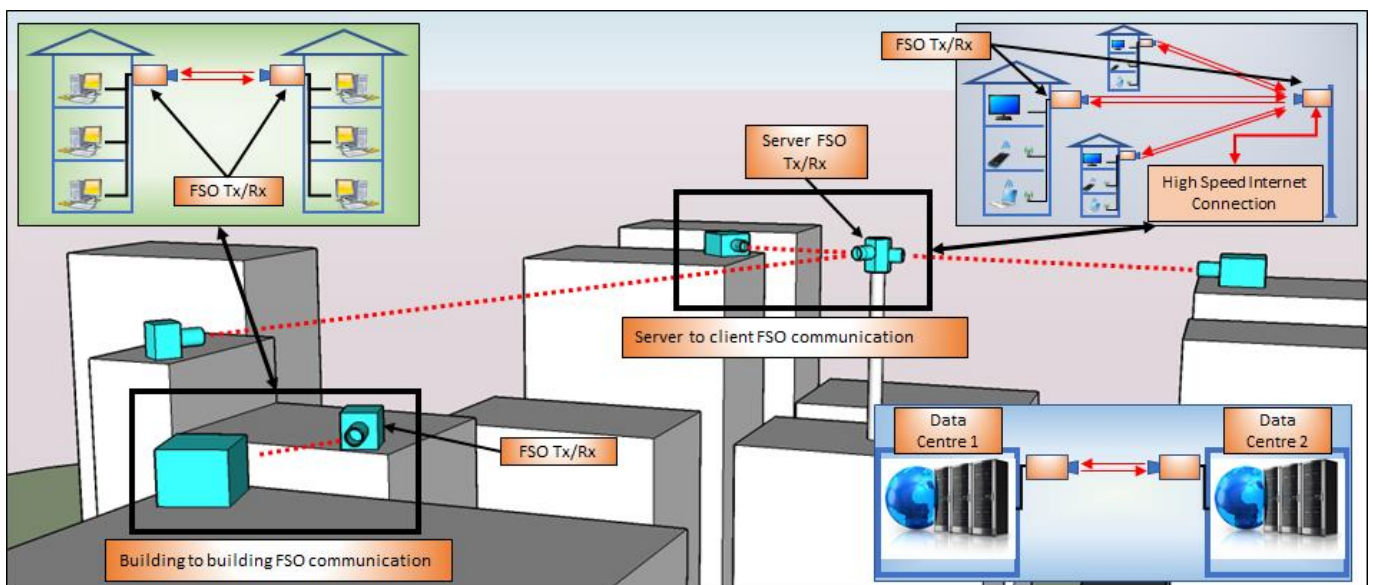 FSO Tx/Rx
FSO Tx/Rx
High Speed Internet
Connection
Server FSO
Tx/Rx
Server to client FSO communication
FSO Tx/Rx
Building to building FSO communication
Data
Centre 1
Data
Centre 2